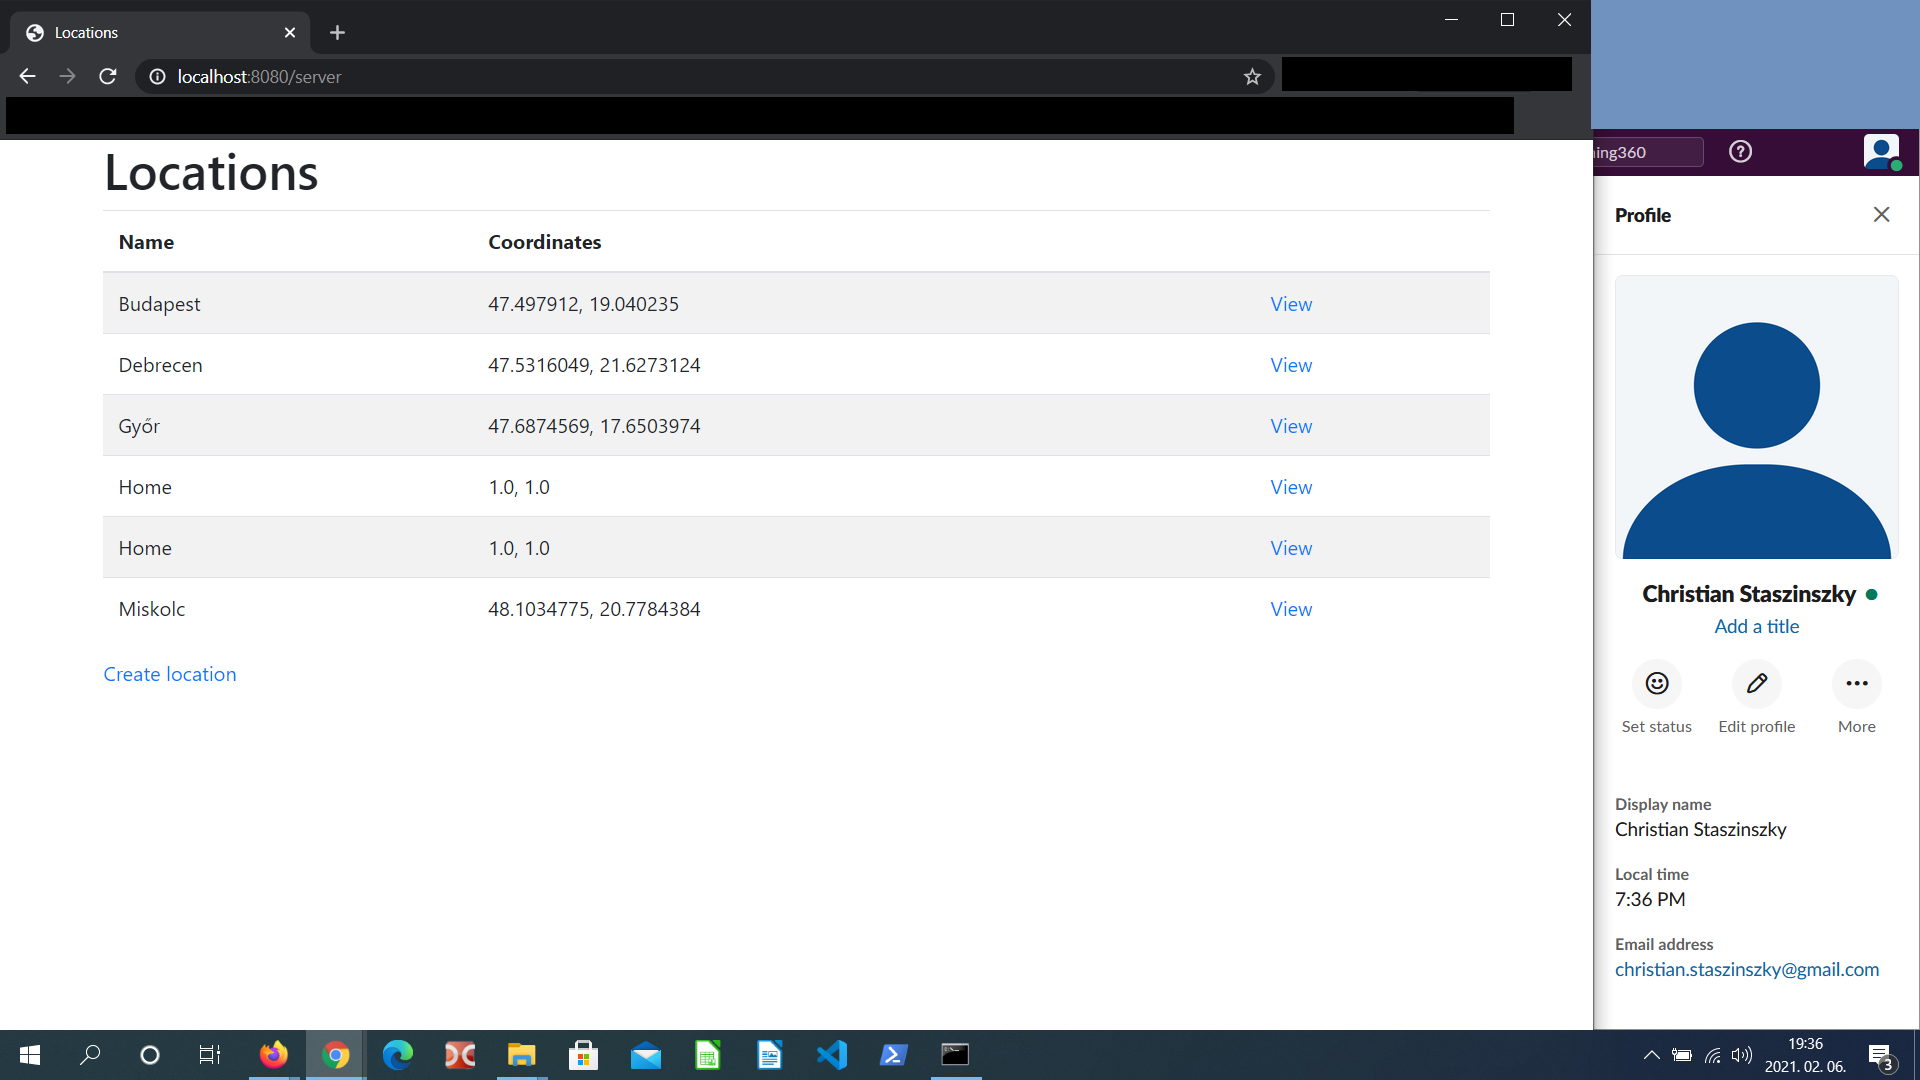 Locations
localhost:8080/server
Locations
Name Coordinates
Budapest 47.497912, 19.040235 View
Debrecen 47.5316049, 21.6273124 View
Győr 47.6874569, 17.6503974 View
Home 1.0, 1.0 View
Home 1.0, 1.0 View
Miskolc 48.1034775, 20.7784384 View
Create location
ing360
Profile
Christian Staszinszky
Add a title
Set status Edit profile More
Display name
Christian Staszinszky
Local time
7:36 PM
Email address
christian.staszinszky@gmail.com
19:36
2021. 02. 06.
3